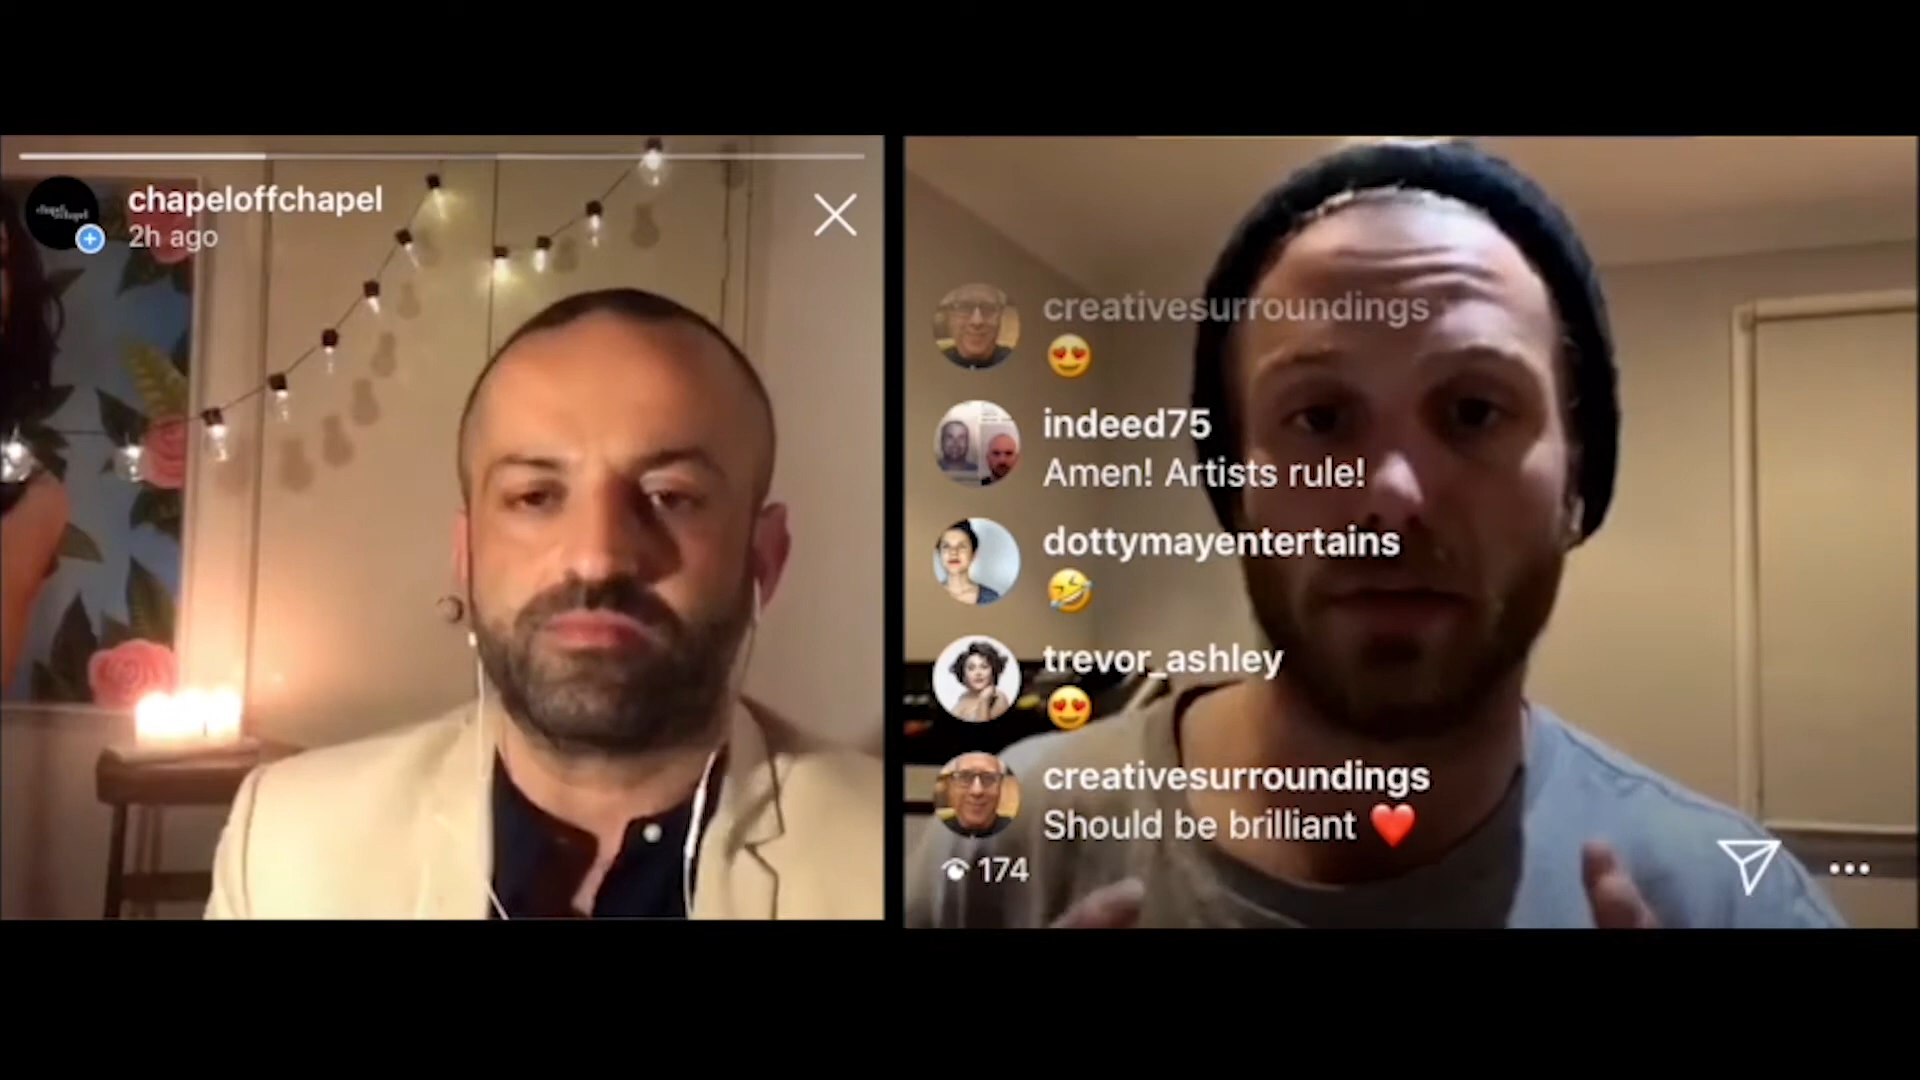 chapeloffchapel
2h ago
creativesurroundings
😍
indeed75
Amen! Artists rule!
dottymayentertains
🤣
trevor_ashley
😍
creativesurroundings
Should be brilliant ❤️
174